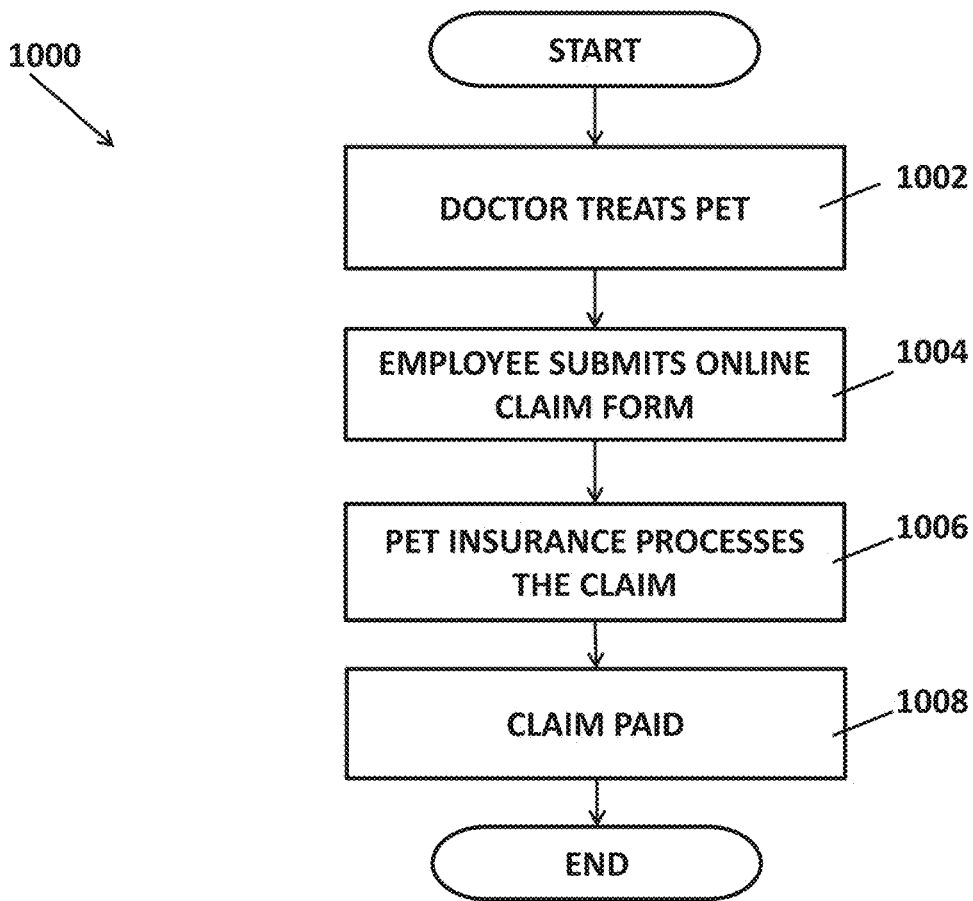 1000
START
DOCTOR TREATS PET
1002
EMPLOYEE SUBMITS ONLINE
CLAIM FORM
1004
PET INSURANCE PROCESSES
THE CLAIM
1006
CLAIM PAID
1008
END